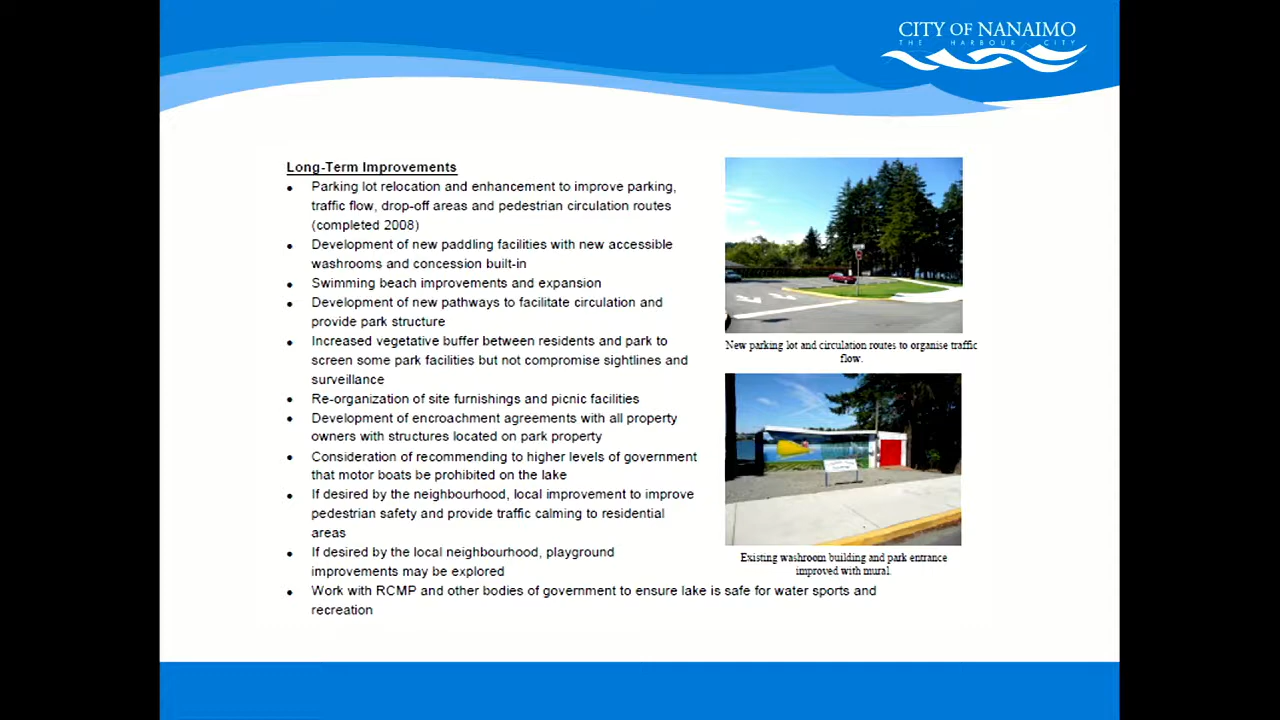 CITY OF NANAIMO
THE HARBOUR CITY
Long-Term Improvements
• Parking lot relocation and enhancement to improve parking,
traffic flow, drop-off areas and pedestrian circulation routes
(completed 2008)
• Development of new paddling facilities with new accessible
washrooms and concession built-in
• Swimming beach improvements and expansion
• Development of new pathways to facilitate circulation and
provide park structure
• Increased vegetative buffer between residents and park to
screen some park facilities but not compromise sightlines and
surveillance
• Re-organization of site furnishings and picnic facilities
• Development of encroachment agreements with all property
owners with structures located on park property
• Consideration of recommending to higher levels of government
that motor boats be prohibited on the lake
• If desired by the neighbourhood, local improvement to improve
pedestrian safety and provide traffic calming to residential
areas
• If desired by the local neighbourhood, playground
improvements may be explored
• Work with RCMP and other bodies of government to ensure lake is safe for water sports and
recreation
New parking lot and circulation routes to organise traffic
flow.
Existing washroom building and park entrance
improved with mural.